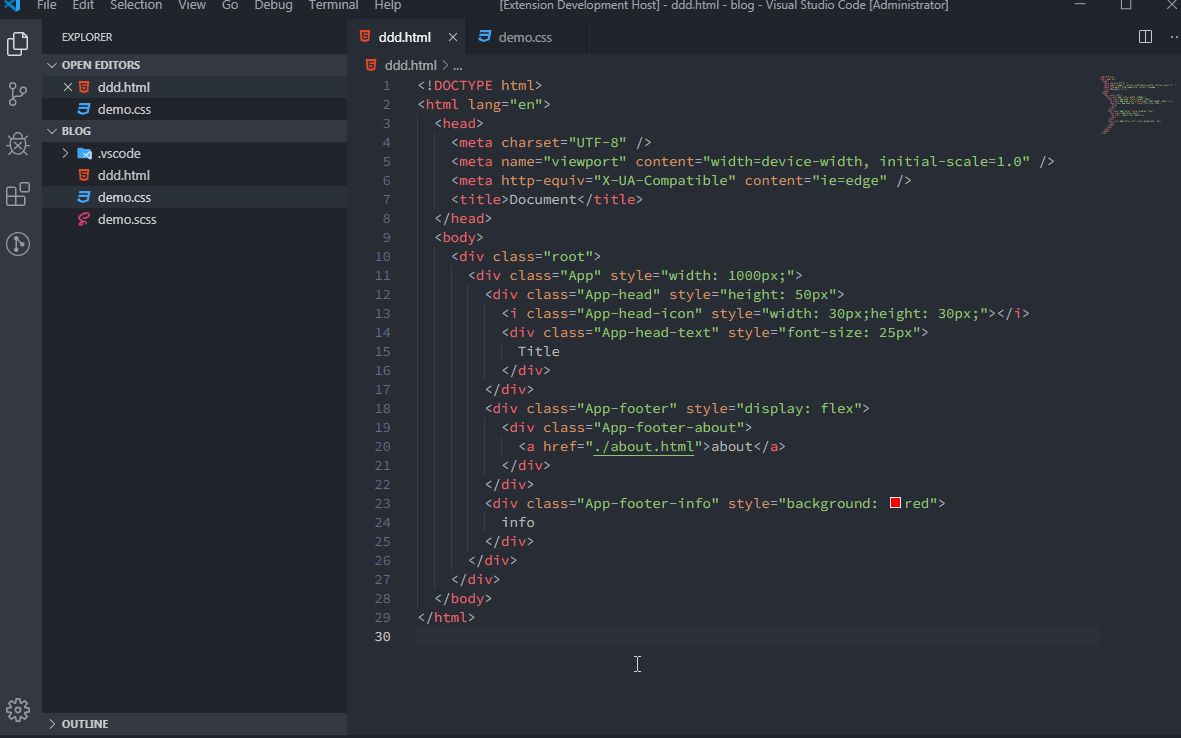 File Edit Selection View Go Debug Terminal Help [Extension Development Host] - ddd.html - blog - Visual Studio Code [Administrator]
EXPLORER
OPEN EDITORS
ddd.html
demo.css
BLOG
.vscode
ddd.html
demo.css
demo.scss
OUTLINE
ddd.html demo.css
ddd.html > ...
1 <!DOCTYPE html>
2 <html lang="en">
3 <head>
4 <meta charset="UTF-8" />
5 <meta name="viewport" content="width=device-width, initial-scale=1.0" />
6 <meta http-equiv="X-UA-Compatible" content="ie=edge" />
7 <title>Document</title>
8 </head>
9 <body>
10 <div class="root">
11 <div class="App" style="width: 1000px;">
12 <div class="App-head" style="height: 50px">
13 <i class="App-head-icon" style="width: 30px;height: 30px;"></i>
14 <div class="App-head-text" style="font-size: 25px">
15 Title
16 </div>
17 </div>
18 <div class="App-footer" style="display: flex">
19 <div class="App-footer-about">
20 <a href="./about.html">about</a>
21 </div>
22 </div>
23 <div class="App-footer-info" style="background: red">
24 info
25 </div>
26 </div>
27 </div>
28 </body>
29 </html>
30